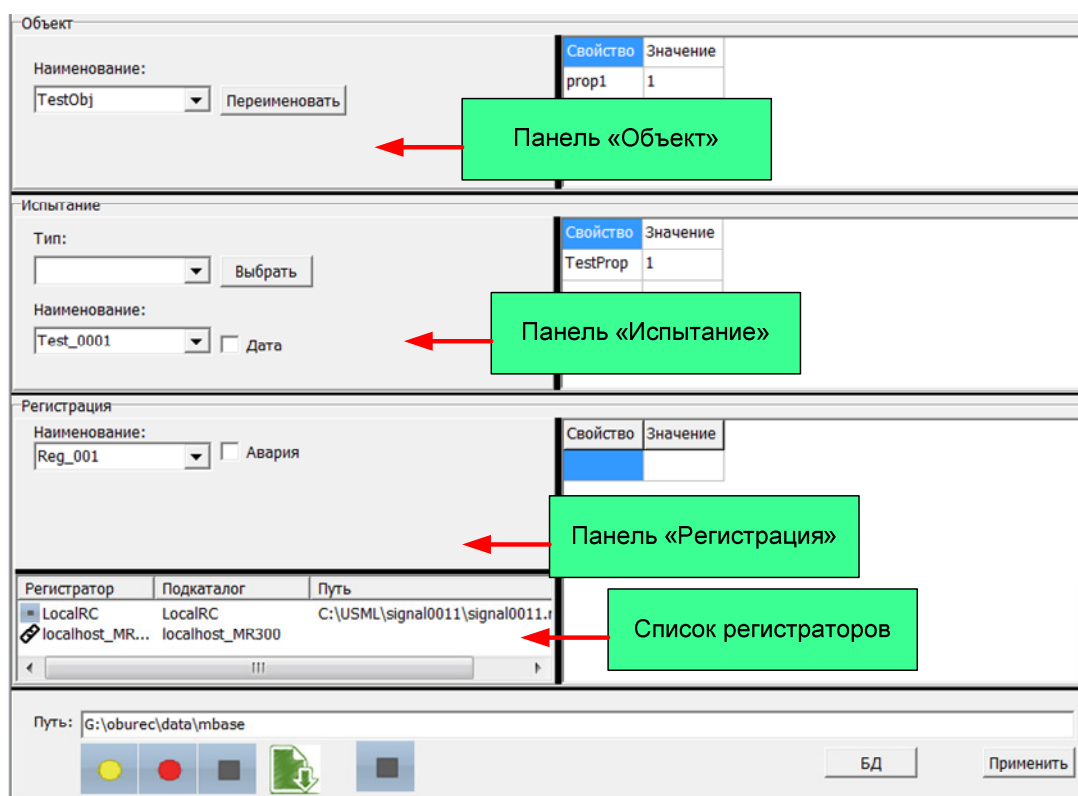 Объект
Наименование:
TestObj
Переименовать
Свойство Значение
prop1 1
Панель «Объект»
Испытание
Тип:
Выбрать
Наименование:
Test_0001
Дата
Свойство Значение
TestProp 1
Панель «Испытание»
Регистрация
Наименование:
Reg_001
Авария
Свойство Значение
Панель «Регистрация»
Регистратор Подкаталог Путь
LocalRC LocalRC C:\USML\signal0011\signal0011.r
localhost_MR... localhost_MR300
Список регистраторов
Путь: G:\oburec\data\mbase
БД
Применить